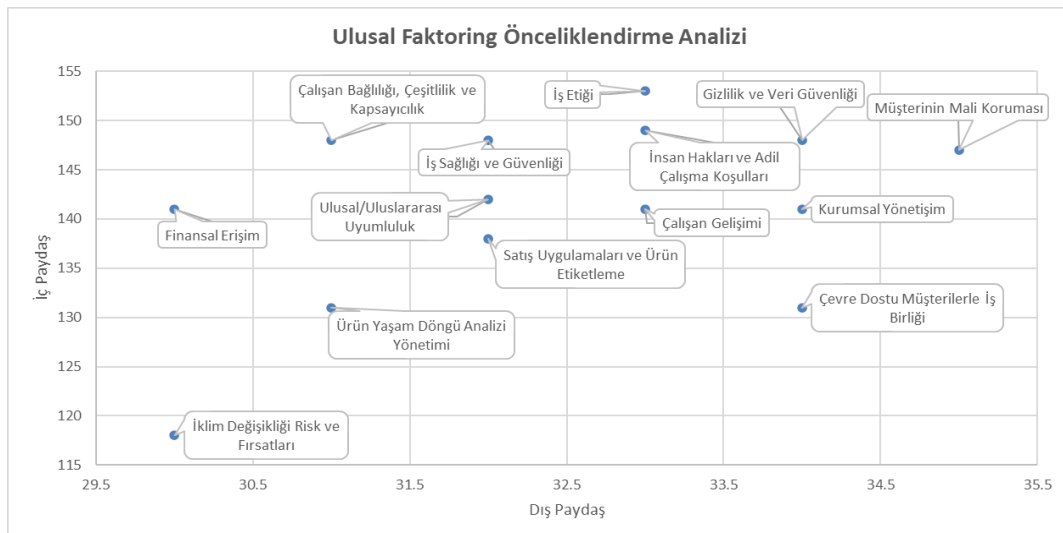 Ulusal Faktoring Önceliklendirme Analizi
155
150
145
140
135
130
125
120
115
İç Paydaş
Çalışan Bağlılığı, Çeşitlilik ve
Kapsayıcılık
İş Etiği
Gizlilik ve Veri Güvenliği
Müşterinin Mali Koruması
İş Sağlığı ve Güvenliği
İnsan Hakları ve Adil
Çalışma Koşulları
Ulusal/Uluslararası
Uyumluluk
Finansal Erişim
Çalışan Gelişimi
Kurumsal Yönetişim
Satış Uygulamaları ve Ürün
Etiketleme
Ürün Yaşam Döngü Analizi
Yönetimi
Çevre Dostu Müşterilerle İş
Birliği
İklim Değişikliği Risk ve
Fırsatları
29.5
30.5
31.5
32.5
33.5
34.5
35.5
Dış Paydaş